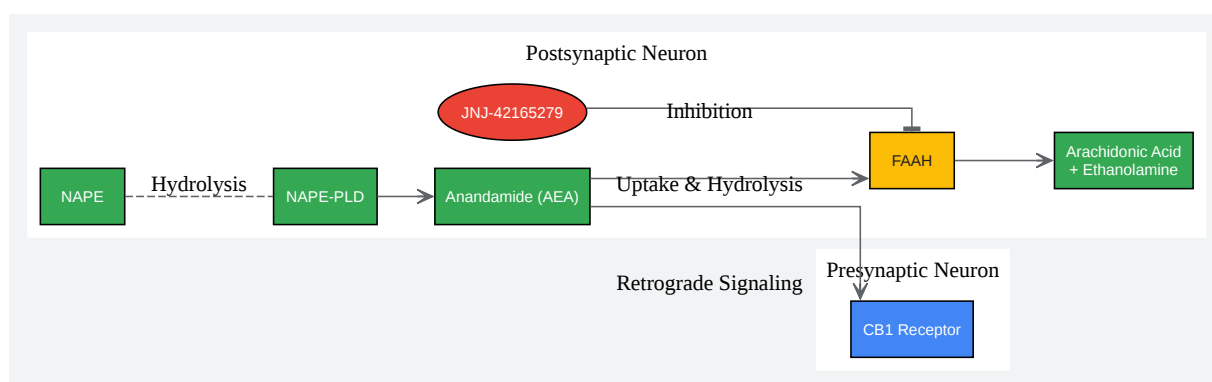 Postsynaptic Neuron
JNJ-42165279
Inhibition
FAAH
Arachidonic Acid
+ Ethanolamine
NAPE
Hydrolysis
NAPE-PLD
Anandamide (AEA)
Uptake & Hydrolysis
Retrograde Signaling
Presynaptic Neuron
CB1 Receptor